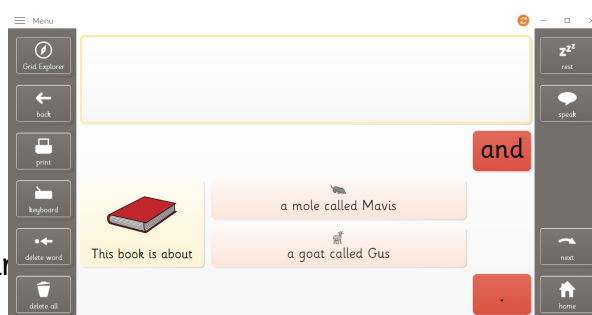 Menu
Grid Explorer
back
print
keyboard
delete word
delete all
and
This book is about
a mole called Mavis
a goat called Gus
.
zzz
rest
speak
next
home